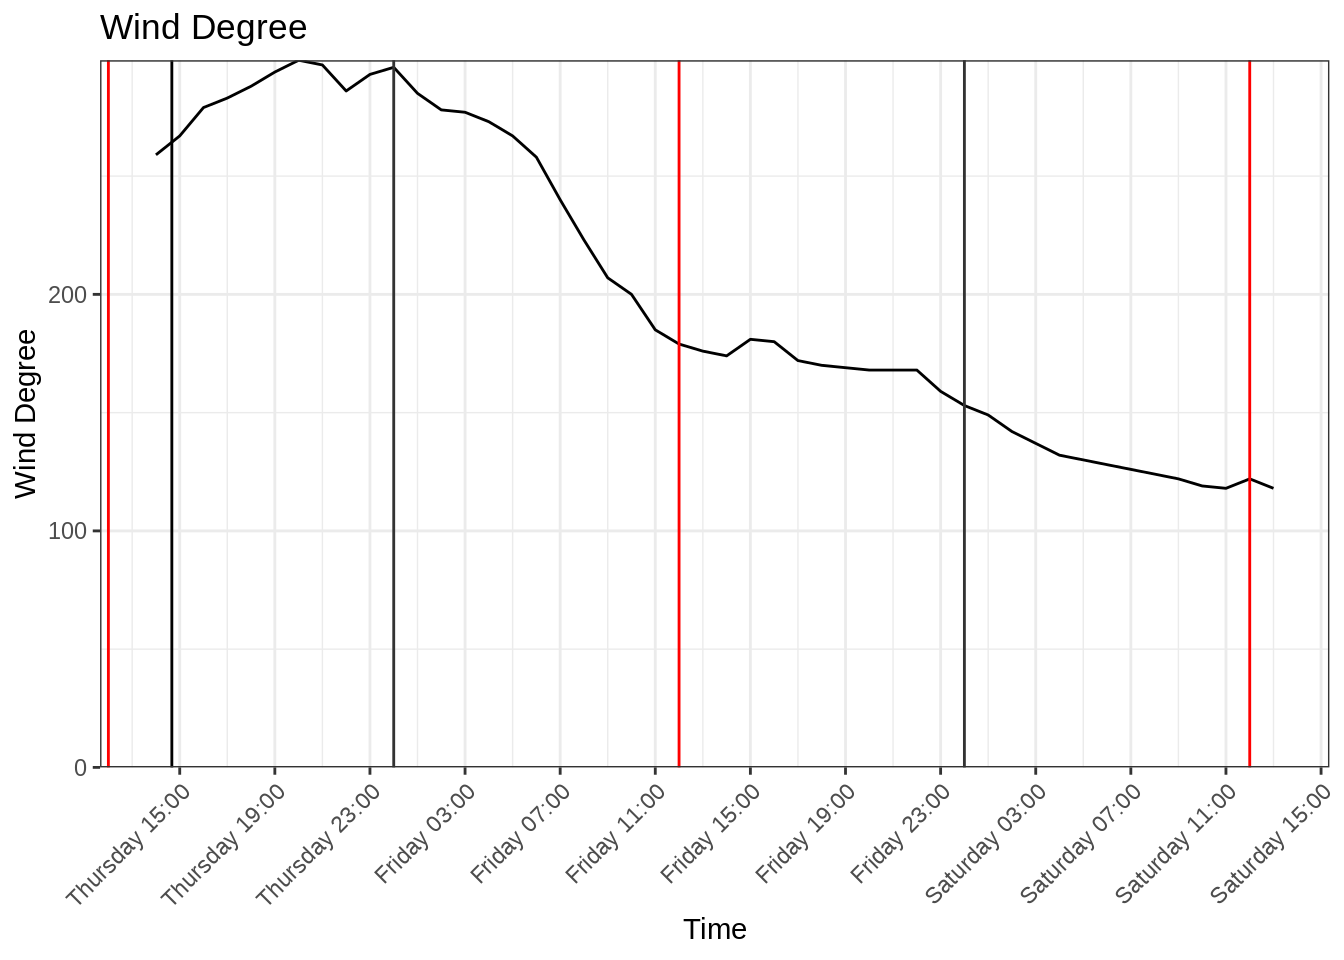 Wind Degree
Wind Degree
200
100
0
Thursday 15:00
Thursday 19:00
Thursday 23:00
Friday 03:00
Friday 07:00
Friday 11:00
Friday 15:00
Friday 19:00
Friday 23:00
Saturday 03:00
Saturday 07:00
Saturday 11:00
Saturday 15:00
Time